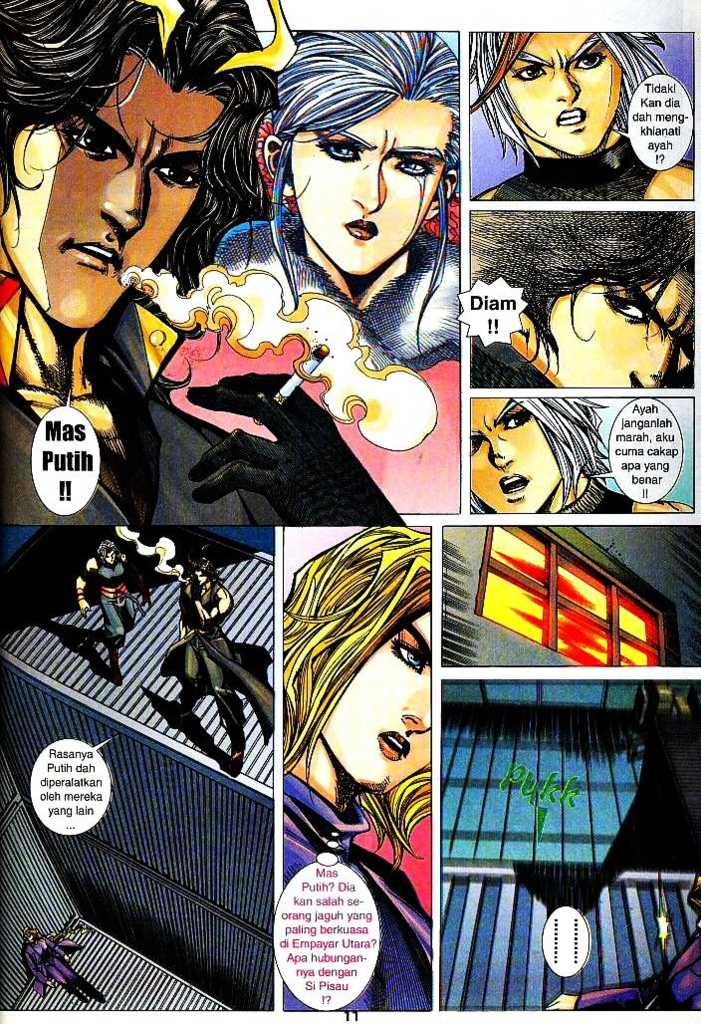 Mas
Putih
!!
Tidak!
Kan dia
dah meng-
khianati
ayah
!?
Diam
!!
Ayah
janganlah
marah, aku
cuma cakap
apa yang
benar
!!
Rasanya
Putih dah
diperalatkan
oleh mereka
yang lain
...
Mas
Putih? Dia
kan salah se-
orang jaguh yang
paling berkuasa
di Empayar Utara?
Apa hubungan-
nya dengan
Si Pisau
!?
Pykk
!
..........
11